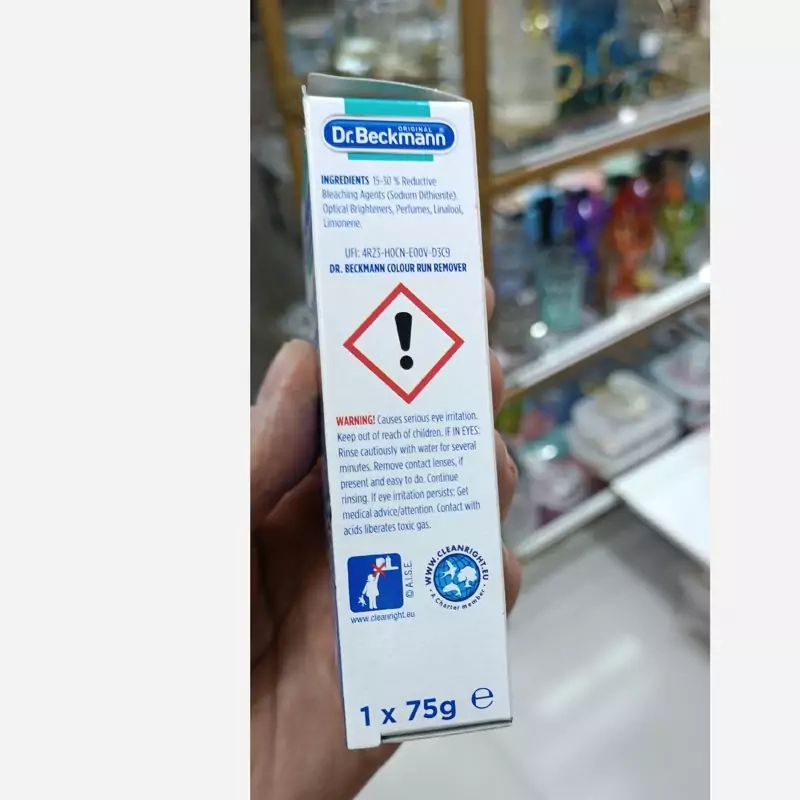 ORIGINAL
Dr.Beckmann®
INGREDIENTS 15-30 % Reductive
Bleaching Agents (Sodium Dithionite).
Optical Brighteners, Perfumes, Linalool,
Limonene.
UFI: 4R23-H0CN-E00V-D3C9
DR. BECKMANN COLOUR RUN REMOVER
WARNING! Causes serious eye irritation.
Keep out of reach of children. IF IN EYES:
Rinse cautiously with water for several
minutes. Remove contact lenses, if
present and easy to do. Continue
rinsing. If eye irritation persists: Get
medical advice/attention. Contact with
acids liberates toxic gas.
© A.I.S.E.
www.cleanright.eu
WWW.CLEANRIGHT.EU
• A Charter member •
1 x 75g ℮